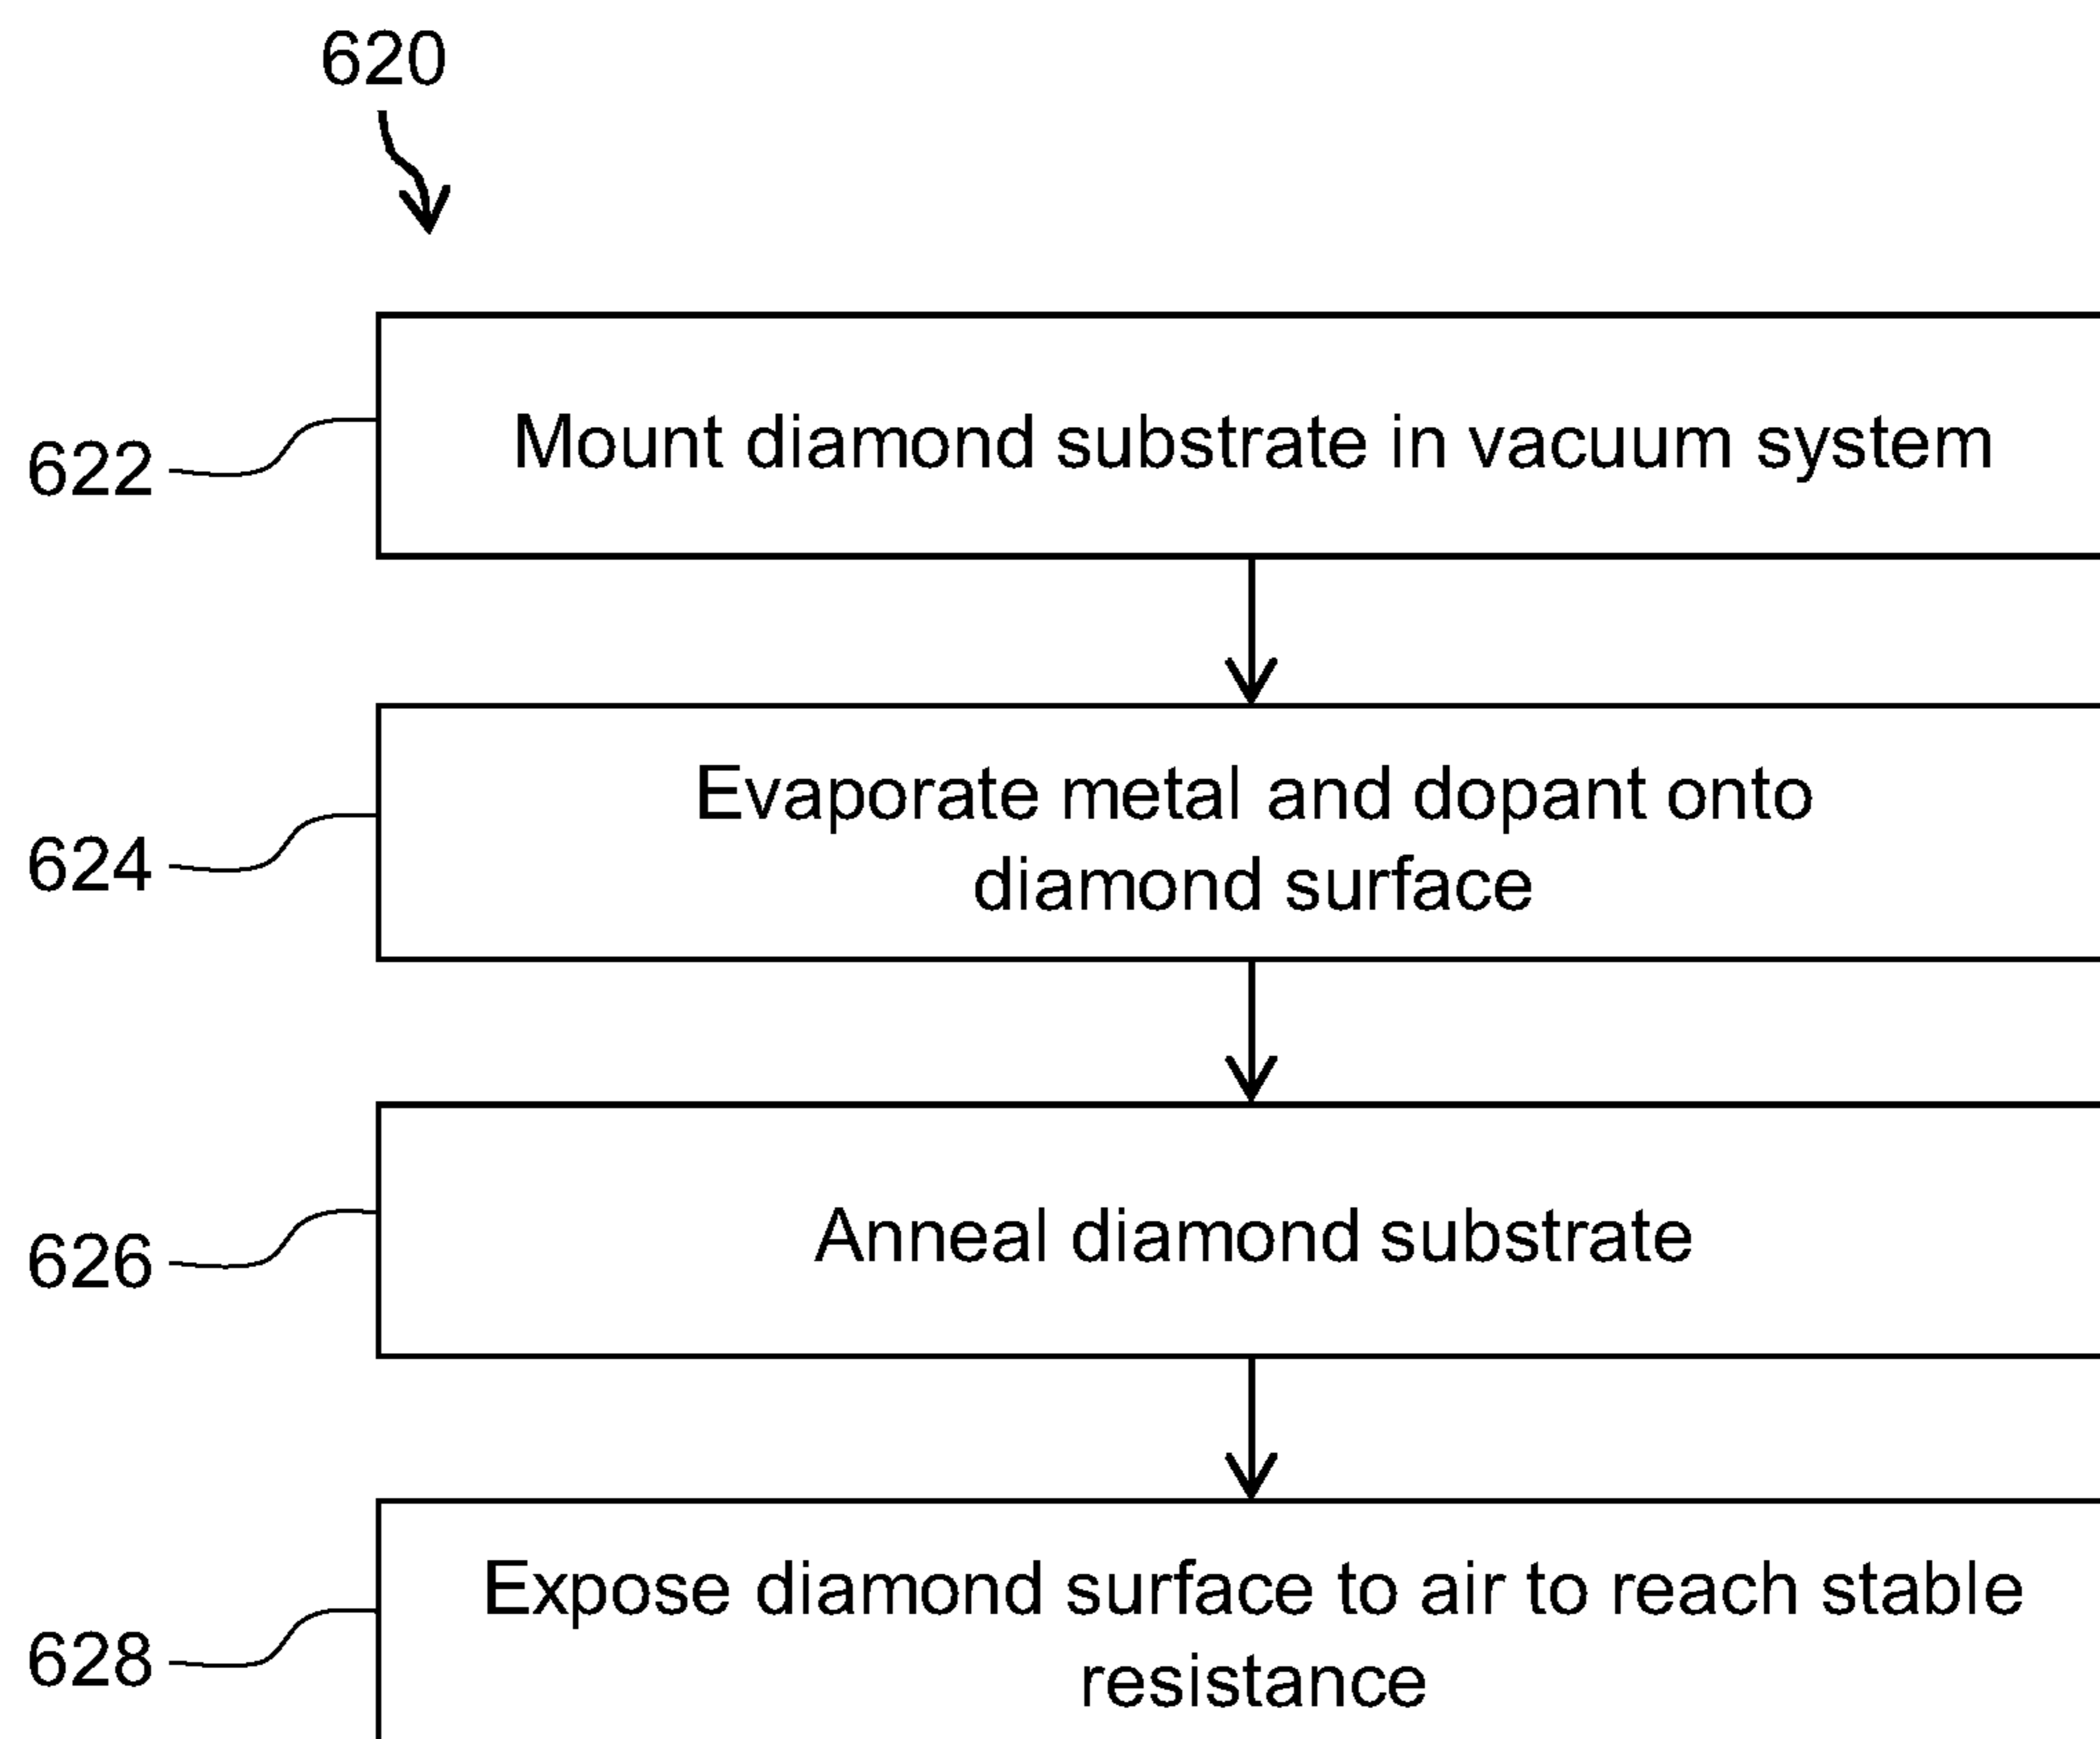 620
622
Mount diamond substrate in vacuum system
624
Evaporate metal and dopant onto
diamond surface
626
Anneal diamond substrate
628
Expose diamond surface to air to reach stable
resistance